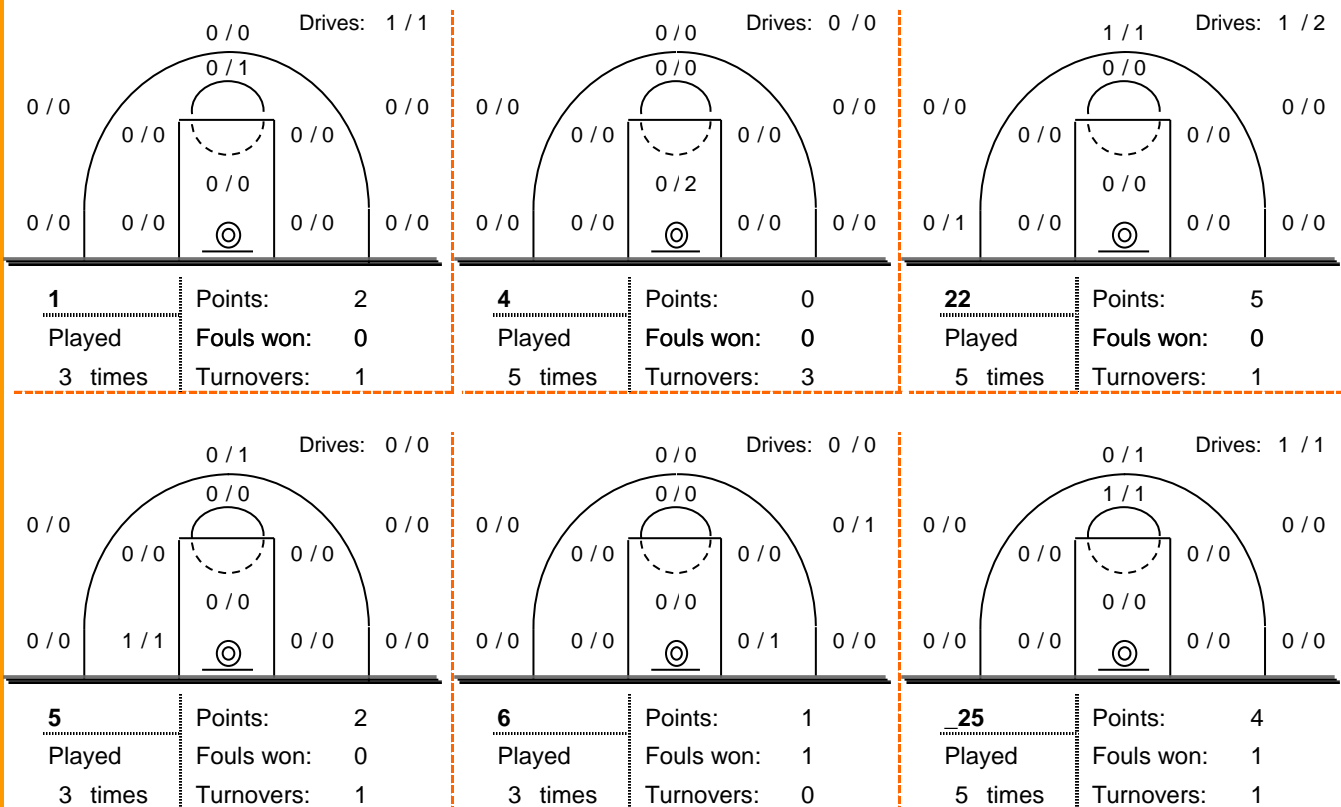 0 / 0 Drives: 1 / 1
0 / 1
0 / 0 0 / 0
0 / 0 0 / 0
0 / 0
0 / 0 0 / 0 0 / 0 0 / 0
1 Points: 2
Played Fouls won: 0
3 times Turnovers: 1
0 / 0 Drives: 0 / 0
0 / 0
0 / 0 0 / 0
0 / 0 0 / 0
0 / 2
0 / 0 0 / 0 0 / 0 0 / 0
4 Points: 0
Played Fouls won: 0
5 times Turnovers: 3
1 / 1 Drives: 1 / 2
0 / 0
0 / 0 0 / 0
0 / 0 0 / 0
0 / 0
0 / 1 0 / 0 0 / 0 0 / 0
22 Points: 5
Played Fouls won: 0
5 times Turnovers: 1
0 / 1 Drives: 0 / 0
0 / 0
0 / 0 0 / 0
0 / 0 0 / 0
0 / 0
0 / 0 1 / 1 0 / 0 0 / 0
5 Points: 2
Played Fouls won: 0
3 times Turnovers: 1
0 / 0 Drives: 0 / 0
0 / 0
0 / 0 0 / 1
0 / 0 0 / 0
0 / 0
0 / 0 0 / 0 0 / 1 0 / 0
6 Points: 1
Played Fouls won: 1
3 times Turnovers: 0
0 / 1 Drives: 1 / 1
1 / 1
0 / 0 0 / 0
0 / 0 0 / 0
0 / 0
0 / 0 0 / 0 0 / 0 0 / 0
_25 Points: 4
Played Fouls won: 1
5 times Turnovers: 1